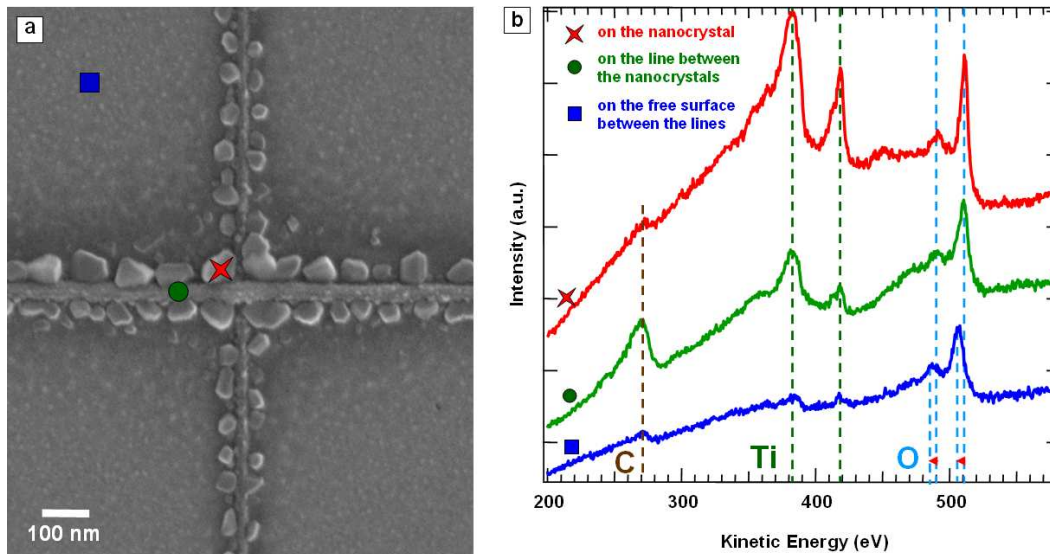 a
100 nm
b
on the nanocrystal
on the line between
the nanocrystals
on the free surface
between the lines
Intensity (a.u.)
C
Ti
O
200
300
400
500
Kinetic Energy (eV)